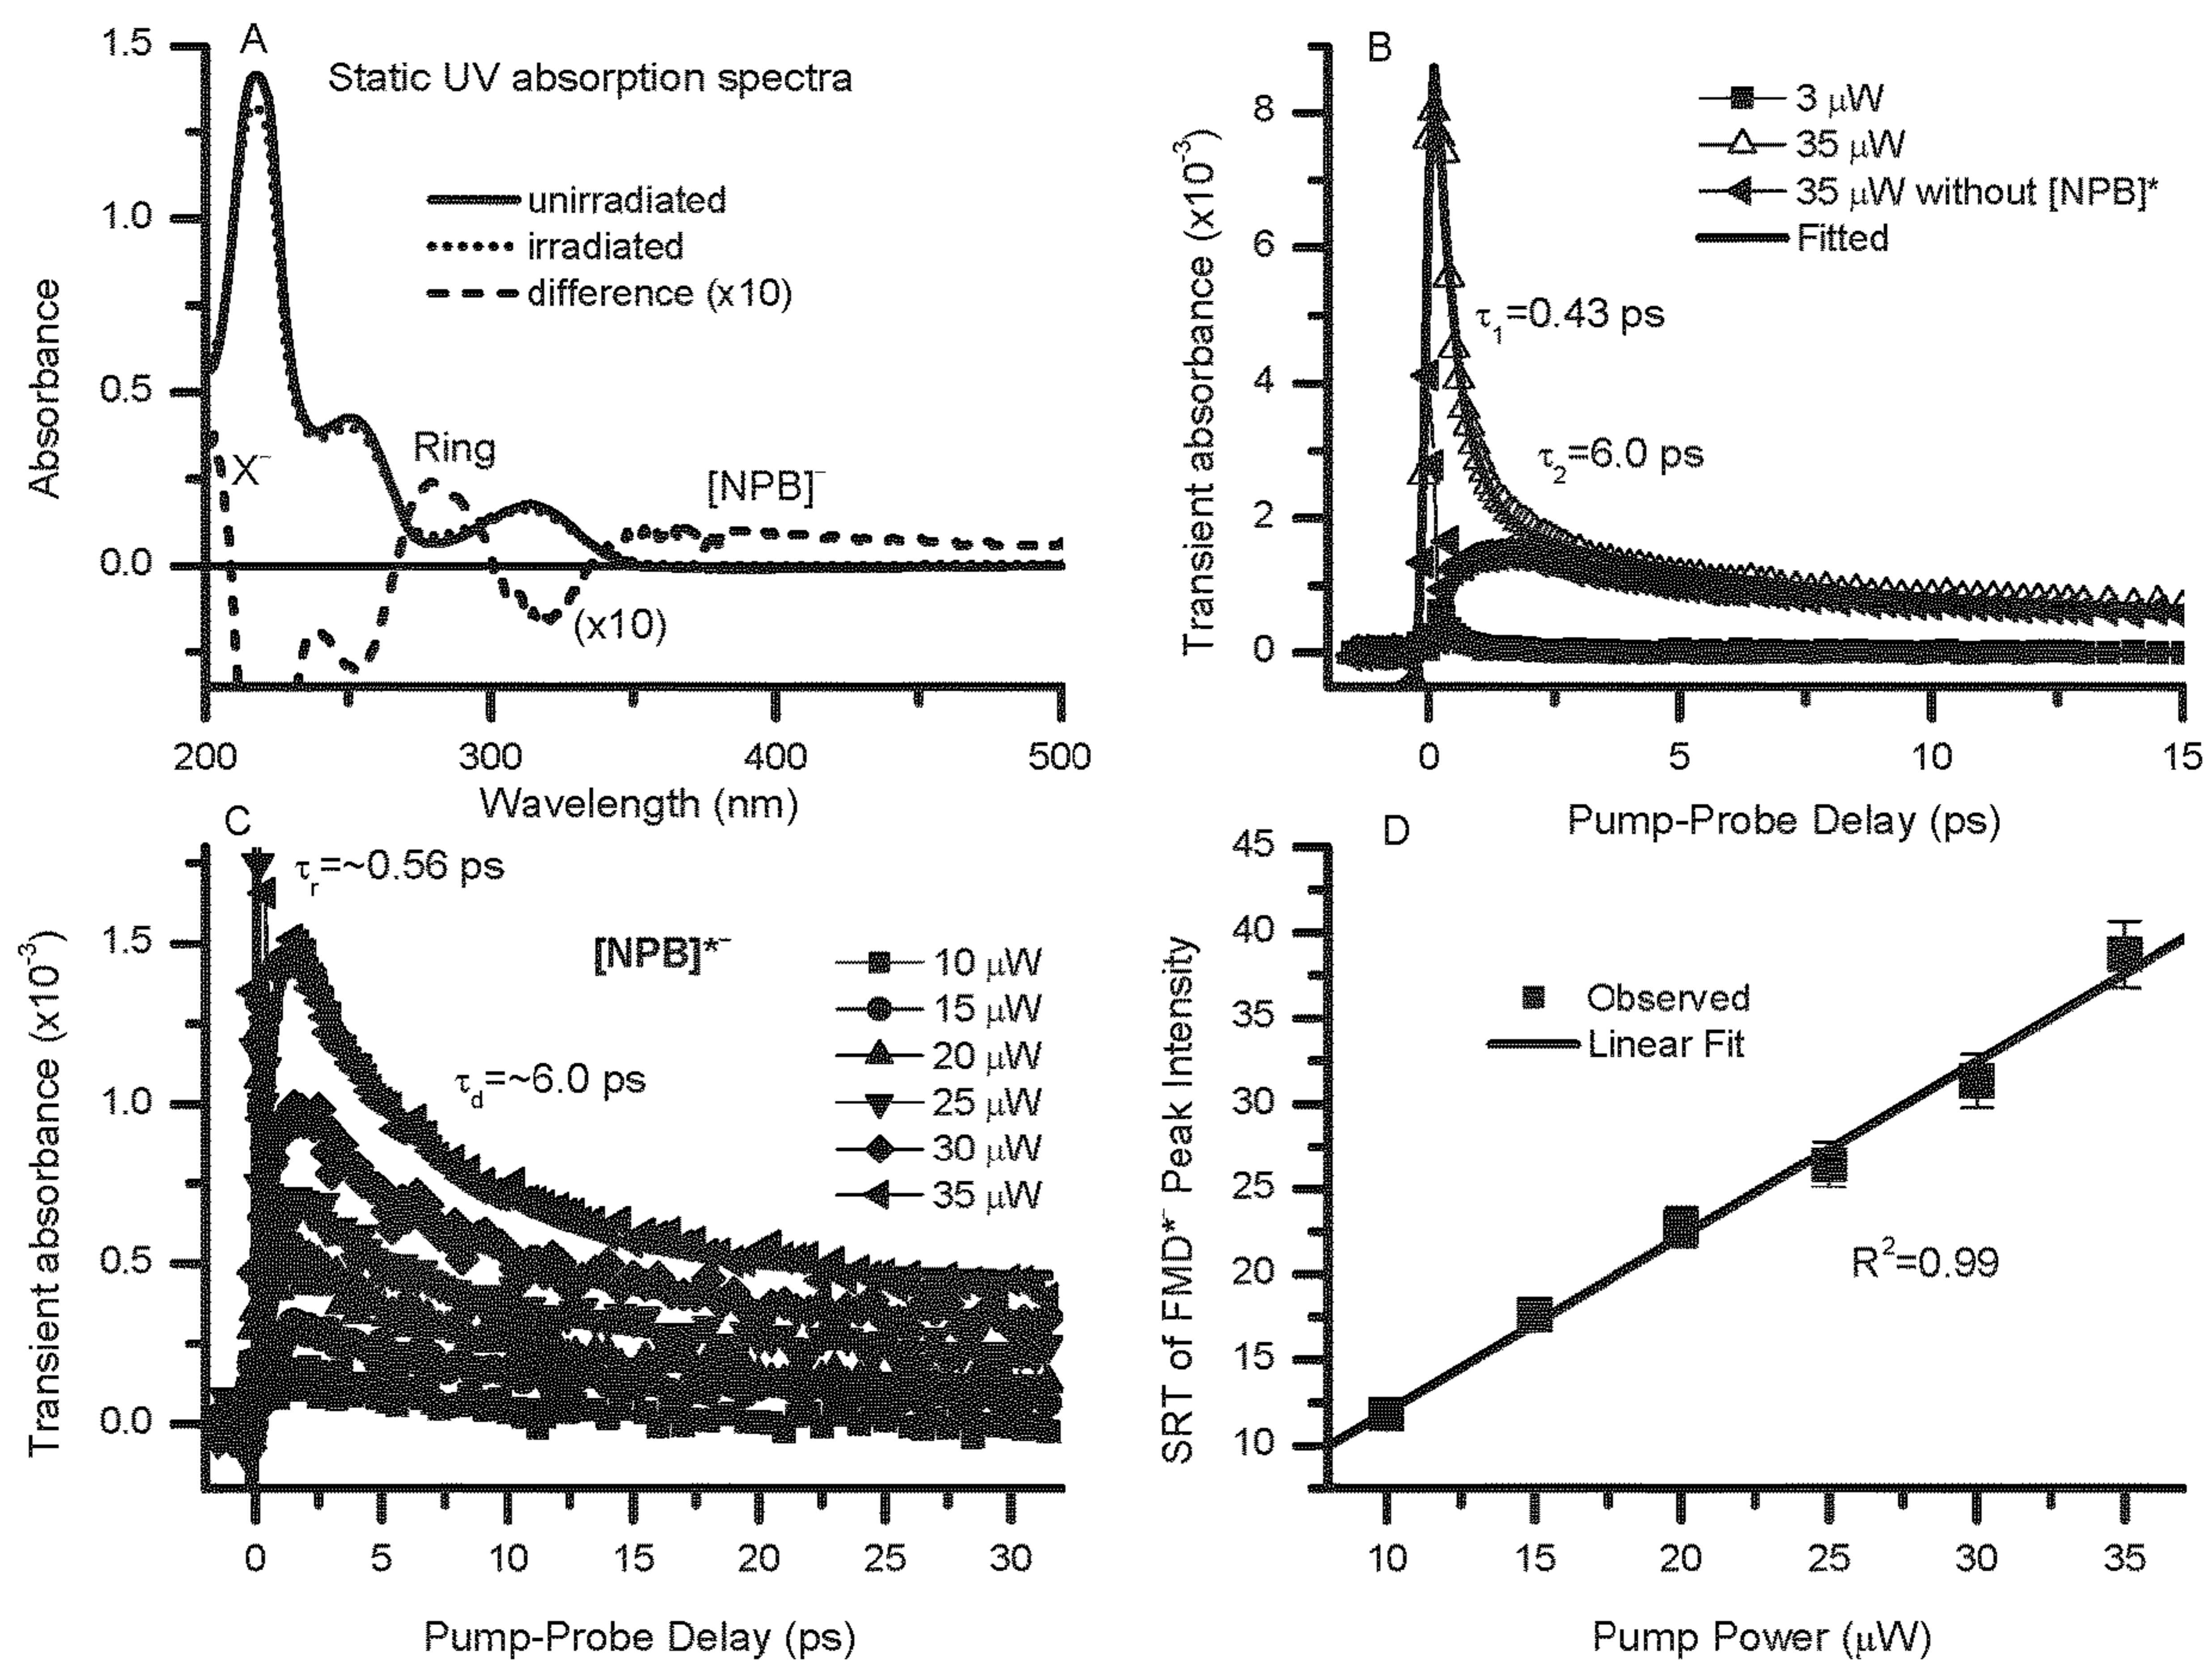 A
Static UV absorption spectra
unirradiated
irradiated
difference (x10)
X⁻
Ring
[NPB]⁻
(x10)
1.5
1.0
0.5
0.0
Absorbance
200
300
400
500
Wavelength (nm)
B
3 μW
35 μW
35 μW without [NPB]*
Fitted
τ₁=0.43 ps
τ₂=6.0 ps
8
6
4
2
0
Transient absorbance (x10⁻³)
0
5
10
15
Pump-Probe Delay (ps)
C
τᵣ=~0.56 ps
[NPB]*⁻
τd=~6.0 ps
10 μW
15 μW
20 μW
25 μW
30 μW
35 μW
1.5
1.0
0.5
0.0
Transient absorbance (x10⁻³)
0
5
10
15
20
25
30
Pump-Probe Delay (ps)
D
Observed
Linear Fit
R²=0.99
45
40
35
30
25
20
15
10
SRT of FMD*⁻ Peak Intensity
10
15
20
25
30
35
Pump Power (μW)